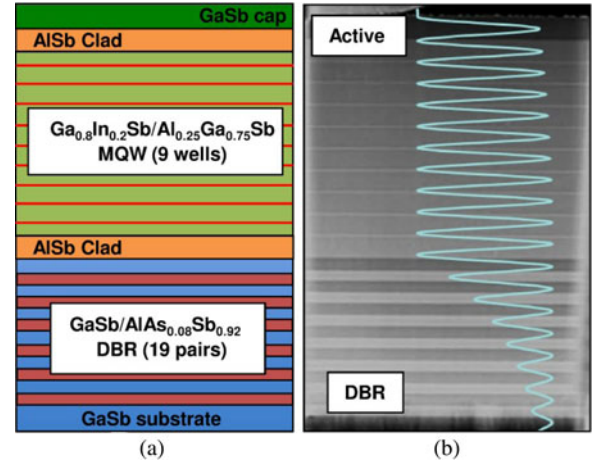 GaSb cap
AlSb Clad
Ga0.8In0.2Sb/Al0.25Ga0.75Sb
MQW (9 wells)
AlSb Clad
GaSb/AlAs0.08Sb0.92
DBR (19 pairs)
GaSb substrate
(a)
Active
DBR
(b)